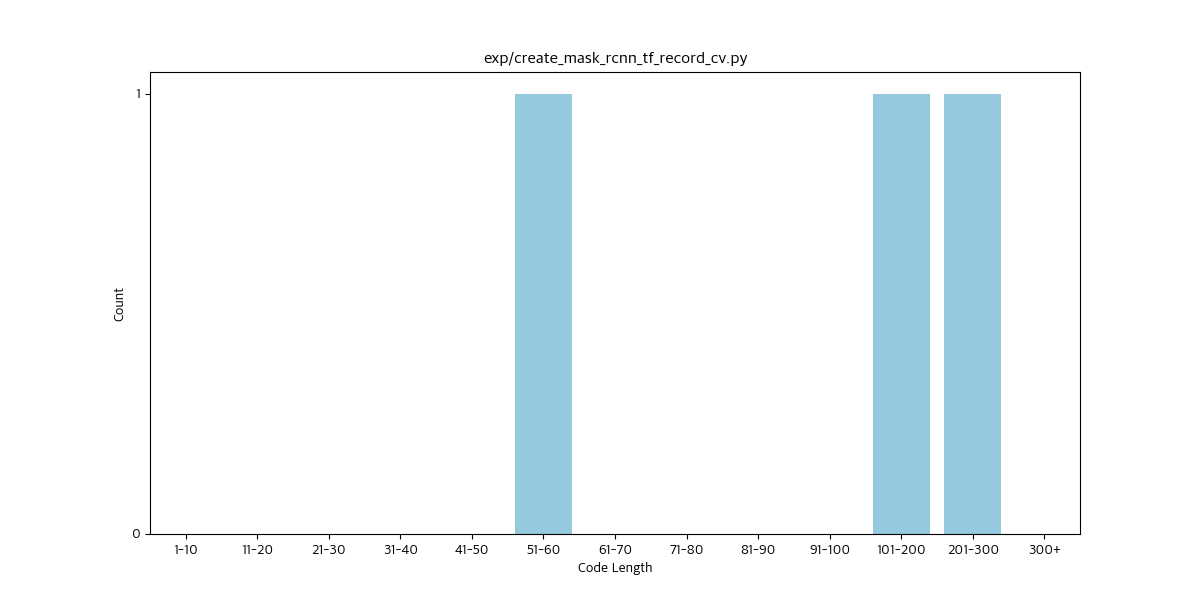 exp/create_mask_rcnn_tf_record_cv.py
1
Count
0
1-10 11-20 21-30 31-40 41-50 51-60 61-70 71-80 81-90 91-100 101-200 201-300 300+
Code Length